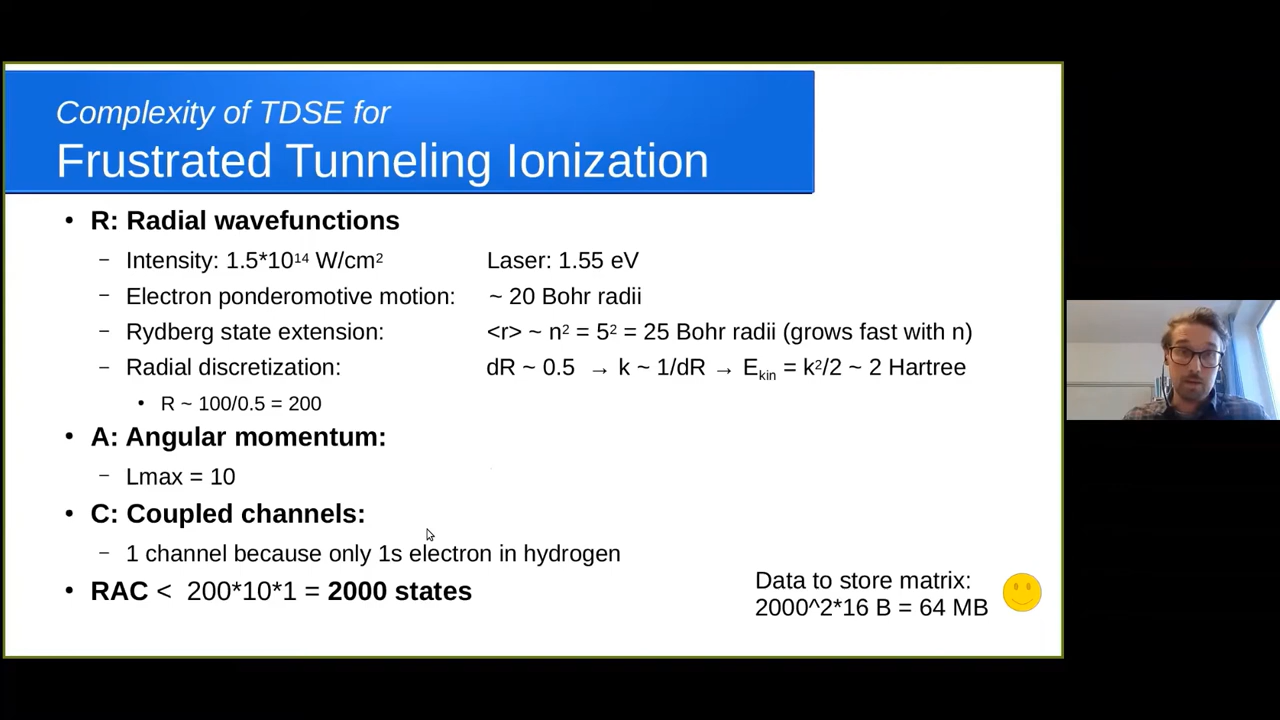 Complexity of TDSE for
Frustrated Tunneling Ionization
• R: Radial wavefunctions
– Intensity: 1.5*10¹⁴ W/cm² Laser: 1.55 eV
– Electron ponderomotive motion: ~ 20 Bohr radii
– Rydberg state extension: <r> ~ n² = 5² = 25 Bohr radii (grows fast with n)
– Radial discretization: dR ~ 0.5 → k ~ 1/dR → Ekin = k²/2 ~ 2 Hartree
• R ~ 100/0.5 = 200
• A: Angular momentum:
– Lmax = 10
• C: Coupled channels:
– 1 channel because only 1s electron in hydrogen
• RAC < 200*10*1 = 2000 states
Data to store matrix:
2000^2*16 B = 64 MB